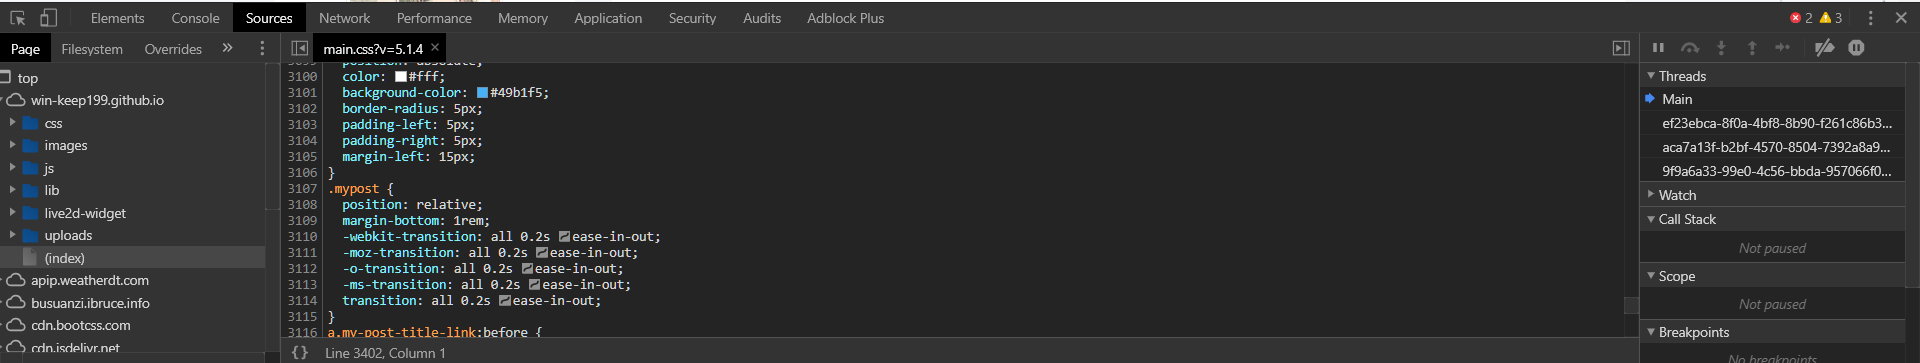 Elements Console Sources Network Performance Memory Application Security Audits Adblock Plus 2 3
Page Filesystem Overrides »
main.css?v=5.1.4 ×
top
win-keep199.github.io
css
images
js
lib
live2d-widget
uploads
(index)
apip.weatherdt.com
busuanzi.ibruce.info
cdn.bootcss.com
cdn.jsdelivr.net
3099 position: absolute;
3100 color: #fff;
3101 background-color: #49b1f5;
3102 border-radius: 5px;
3103 padding-left: 5px;
3104 padding-right: 5px;
3105 margin-left: 15px;
3106 }
3107 .mypost {
3108 position: relative;
3109 margin-bottom: 1rem;
3110 -webkit-transition: all 0.2s ease-in-out;
3111 -moz-transition: all 0.2s ease-in-out;
3112 -o-transition: all 0.2s ease-in-out;
3113 -ms-transition: all 0.2s ease-in-out;
3114 transition: all 0.2s ease-in-out;
3115 }
3116 a.my-post-title-link:before {
{} Line 3402, Column 1
Threads
Main
ef23ebca-8f0a-4bf8-8b90-f261c86b3...
aca7a13f-b2bf-4570-8504-7392a8a9...
9f9a6a33-99e0-4c56-bbda-957066f0...
Watch
Call Stack
Not paused
Scope
Not paused
Breakpoints
No breakpoints